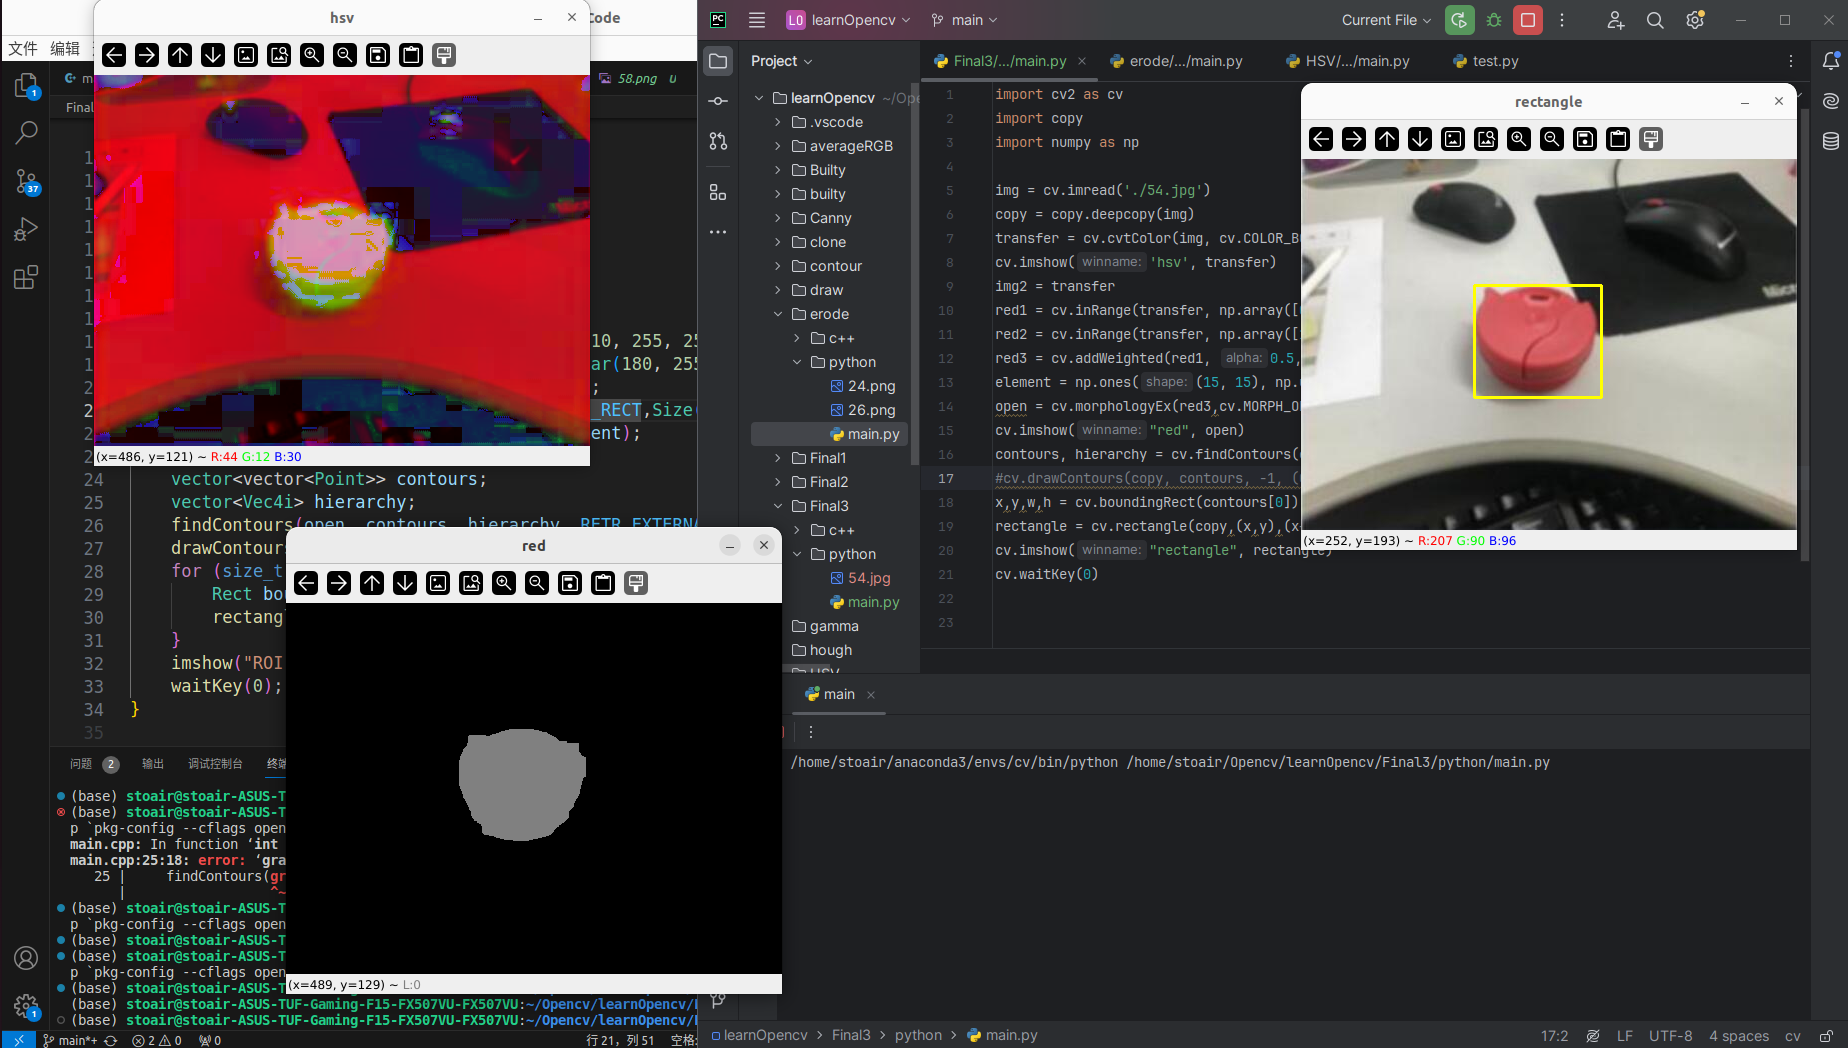 hsv
Code
文件 编辑
58.png U
Final
10, 255, 25
ar(180, 255
;
_RECT,Size(
ent);
(x=486, y=121) ~ R:44 G:12 B:30
24 vector<vector<Point>> contours;
25 vector<Vec4i> hierarchy;
26 findContours(open, contours, hierarchy, RETR_EXTERNA
27 drawContour
28 for (size_t
29 Rect bou
30 rectang
31 }
32 imshow("ROI
33 waitKey(0);
34 }
35
red
(x=489, y=129) ~ L:0
问题 2 输出 调试控制台 终端
(base) stoair@stoair-ASUS-T
(base) stoair@stoair-ASUS-T
p `pkg-config --cflags open
main.cpp: In function ‘int
main.cpp:25:18: error: ‘gra
25 | findContours(gr
| ^~
(base) stoair@stoair-ASUS-T
p `pkg-config --cflags open
(base) stoair@stoair-ASUS-T
(base) stoair@stoair-ASUS-T
p `pkg-config --cflags open
(base) stoair@stoair-ASUS-T
(base) stoair@stoair-ASUS-TUF-Gaming-F15-FX507VU-FX507VU:~/Opencv/learnOpencv/F
(base) stoair@stoair-ASUS-TUF-Gaming-F15-FX507VU-FX507VU:~/Opencv/learnOpencv/F
main*+ 2 0 0 行 21, 列 51 空格:
PC LO learnOpencv main Current File
Project
Final3/.../main.py erode/.../main.py HSV/.../main.py test.py
learnOpencv ~/Ope
.vscode
averageRGB
Builty
builty
Canny
clone
contour
draw
erode
c++
python
24.png
26.png
main.py
Final1
Final2
Final3
c++
python
54.jpg
main.py
gamma
hough
HSV
1 import cv2 as cv
2 import copy
3 import numpy as np
4
5 img = cv.imread('./54.jpg')
6 copy = copy.deepcopy(img)
7 transfer = cv.cvtColor(img, cv.COLOR_B
8 cv.imshow( winname: 'hsv', transfer)
9 img2 = transfer
10 red1 = cv.inRange(transfer, np.array([
11 red2 = cv.inRange(transfer, np.array([
12 red3 = cv.addWeighted(red1, alpha: 0.5,
13 element = np.ones( shape: (15, 15), np.
14 open = cv.morphologyEx(red3,cv.MORPH_O
15 cv.imshow( winname: "red", open)
16 contours, hierarchy = cv.findContours(
17 #cv.drawContours(copy, contours, -1, (
18 x,y,w,h = cv.boundingRect(contours[0])
19 rectangle = cv.rectangle(copy,(x,y),(x
20 cv.imshow( winname: "rectangle", rectangle)
21 cv.waitKey(0)
22
23
rectangle
(x=252, y=193) ~ R:207 G:90 B:96
main
/home/stoair/anaconda3/envs/cv/bin/python /home/stoair/Opencv/learnOpencv/Final3/python/main.py
learnOpencv > Final3 > python > main.py
17:2 LF UTF-8 4 spaces cv